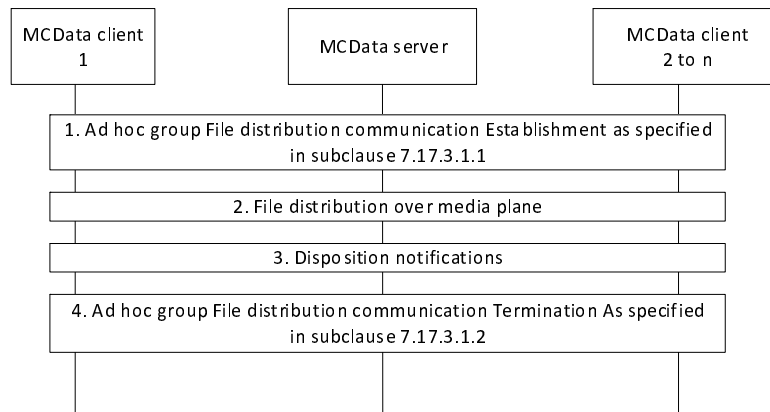 MCData client
1
MCData server
MCData client
2 to n
1. Ad hoc group File distribution communication Establishment as specified
in subclause 7.17.3.1.1
2. File distribution over media plane
3. Disposition notifications
4. Ad hoc group File distribution communication Termination As specified
in subclause 7.17.3.1.2